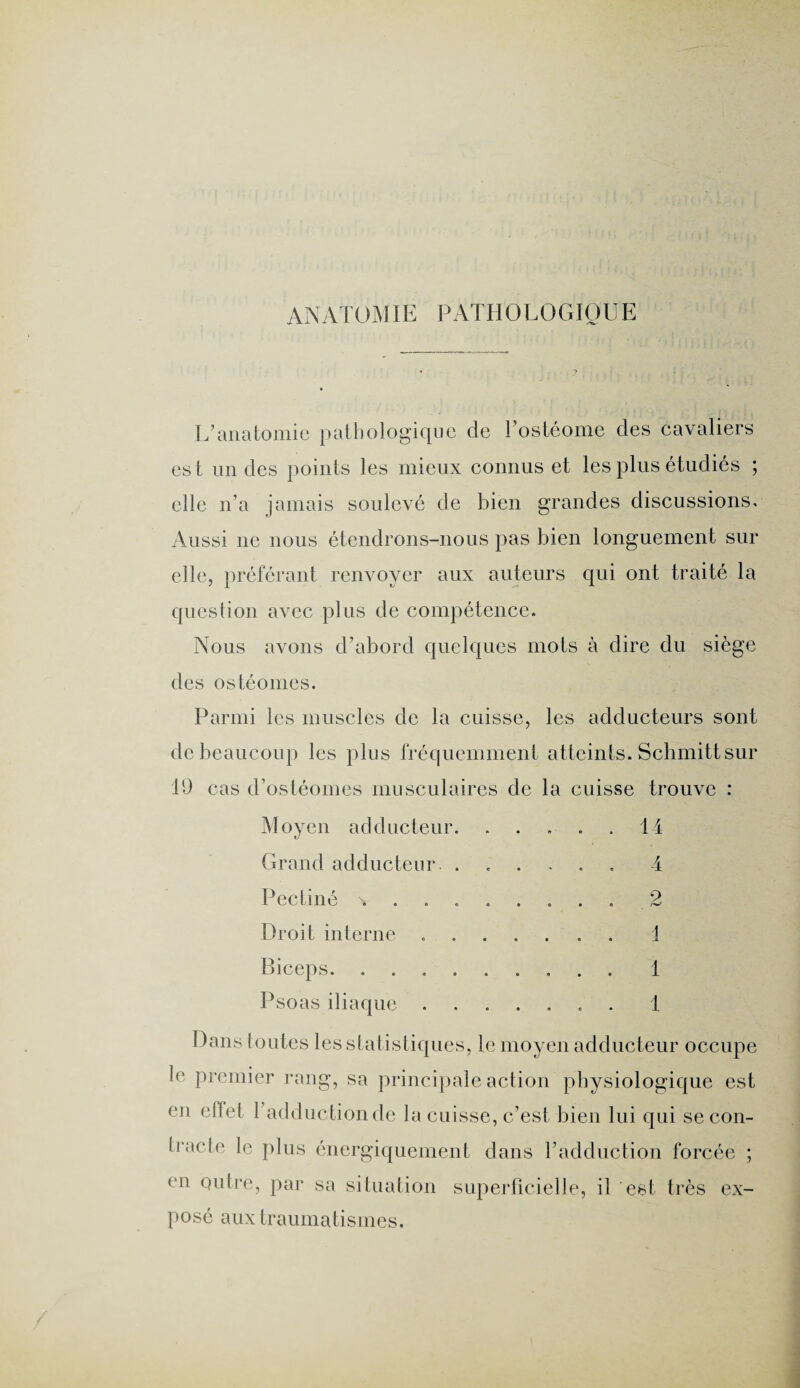 ANATOMIE PATHOLOGIQUE
L'anatomie pathologique de l'ostéome des cavaliers
est un des points les mieux connus et les plus étudiés ;
elle n'a jamais soulevé de bien grandes discussions.
Aussi ne nous étendrons-nous pas bien longuement sur
elle, préférant renvoyer aux auteurs qui ont traité la
question avec plus de compétence.
Nous avons d'abord quelques mots à dire du siège
des ostéomes.
Parmi les muscles de la cuisse, les adducteurs sont
de beaucoup les plus fréquemment atteints. Schmitt sur
19 cas d'ostéomes musculaires de la cuisse trouve :
Moyen adducteur. . . . . . 14
Grand adducteur. . . . . . . 4
Pectiné . . . . . . . . . 2
Droit interne . . . . . . . 1
Biceps. . . . . . . . . . 1
Psoas iliaque . . . . . . . 1
Dans toutes les statistiques, le moyen adducteur occupe
le premier rang, sa principale action physiologique est
en effet l'adduction de la cuisse, c'est bien lui qui se con-
tracte le plus énergiquement dans l'adduction forcée ;
en outre, par sa situation superficielle, il est très ex-
posé aux traumatismes.